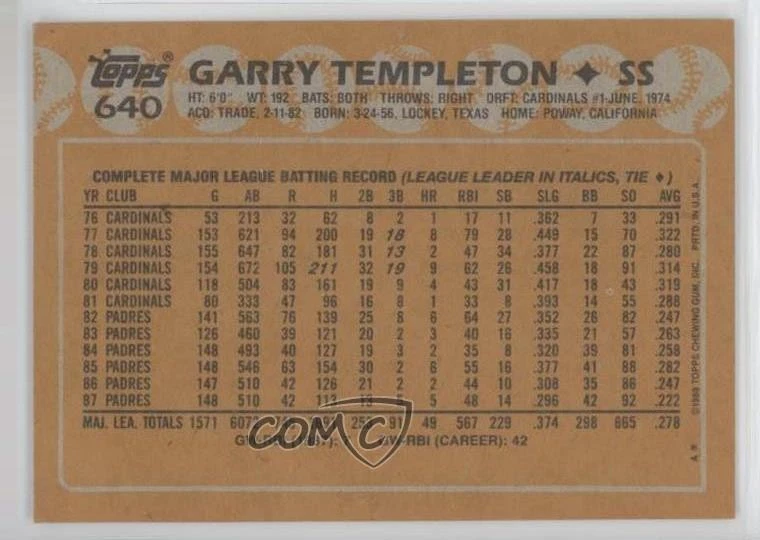 Topps®
640
GARRY TEMPLETON ✦ SS
HT: 6'0" WT: 192 BATS: BOTH THROWS: RIGHT DRFT: CARDINALS #1-JUNE, 1974
ACQ: TRADE, 2-11-82 BORN: 3-24-56, LOCKEY, TEXAS HOME: POWAY, CALIFORNIA
COMPLETE MAJOR LEAGUE BATTING RECORD (LEAGUE LEADER IN ITALICS, TIE ♦)
YR CLUB G AB R H 2B 3B HR RBI SB SLG BB SO AVG
76 CARDINALS 53 213 32 62 8 2 1 17 11 .362 7 33 .291
77 CARDINALS 153 621 94 200 19 18 8 79 28 .449 15 70 .322
78 CARDINALS 155 647 82 181 31 13 2 47 34 .377 22 87 .280
79 CARDINALS 154 672 105 211 32 19 9 62 26 .458 18 91 .314
80 CARDINALS 118 504 83 161 19 9 4 43 31 .417 18 43 .319
81 CARDINALS 80 333 47 96 16 8 1 33 8 .393 14 55 .288
82 PADRES 141 563 76 139 25 8 6 64 27 .352 26 82 .247
83 PADRES 126 460 39 121 20 2 3 40 16 .335 21 57 .263
84 PADRES 148 493 40 127 19 3 2 35 8 .320 39 81 .258
85 PADRES 148 546 63 154 30 2 6 55 16 .377 41 88 .282
86 PADRES 147 510 42 126 21 2 2 44 10 .308 35 86 .247
87 PADRES 148 510 42 113 13 5 48 14 .296 42 92 .222
MAJ. LEA. TOTALS 1571 91 49 567 229 .374 298 865 .278
GW-RBI (CAREER): 42
COMC
©1988 TOPPS CHEWING GUM, INC. PRTD. IN U.S.A.